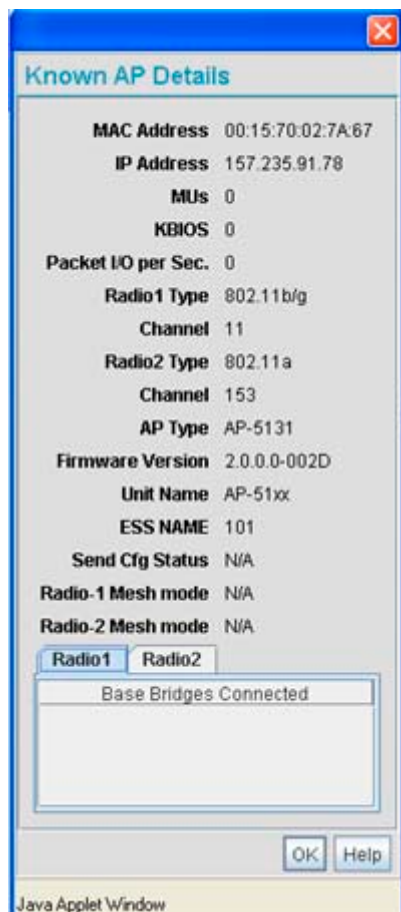 Known AP Details
MAC Address 00:15:70:02:7A:67
IP Address 157.235.91.78
MUs 0
KBIOS 0
Packet I/O per Sec. 0
Radio1 Type 802.11b/g
Channel 11
Radio2 Type 802.11a
Channel 153
AP Type AP-5131
Firmware Version 2.0.0.0-002D
Unit Name AP-51xx
ESS NAME 101
Send Cfg Status N/A
Radio-1 Mesh mode N/A
Radio-2 Mesh mode N/A
Radio1 Radio2
Base Bridges Connected
OK Help
Java Applet Window